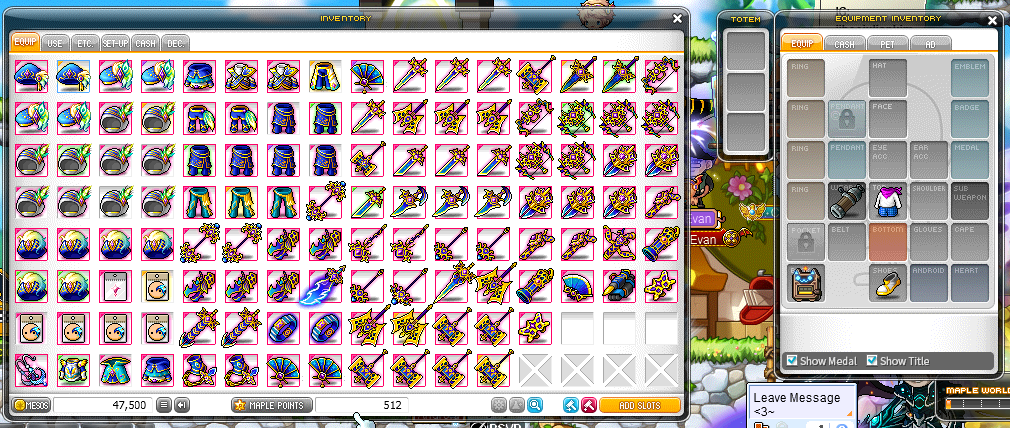 INVENTORY
EQUIP USE ETC. SET-UP CASH DEC.
MESOS 47,500 MAPLE POINTS 512 ADD SLOTS
TOTEM
EQUIPMENT INVENTORY
EQUIP CASH PET AD
RING HAT EMBLEM
RING PENDANT FACE BADGE
RING PENDANT EYE ACC EAR ACC MEDAL
RING SHOULDER SUB WEAPON
POCKET BELT BOTTOM GLOVES CAPE
SHOES ANDROID HEART
Show Medal Show Title
Evan
Evan
Leave Message
<3~
MAPLE WORLD